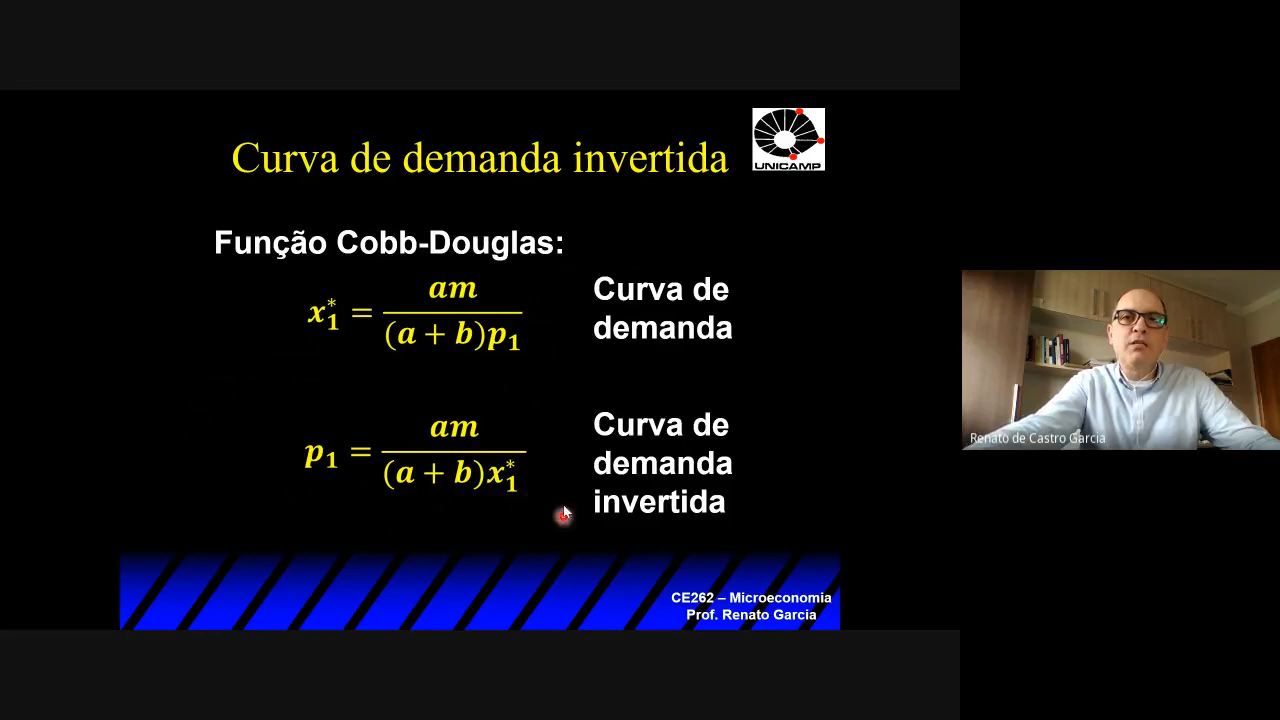 Curva de demanda invertida
UNICAMP
Função Cobb-Douglas:
x₁* = am / (a + b)p₁
Curva de
demanda
p₁ = am / (a + b)x₁*
Curva de
demanda
invertida
CE262 – Microeconomia
Prof. Renato Garcia
Renato de Castro Garcia